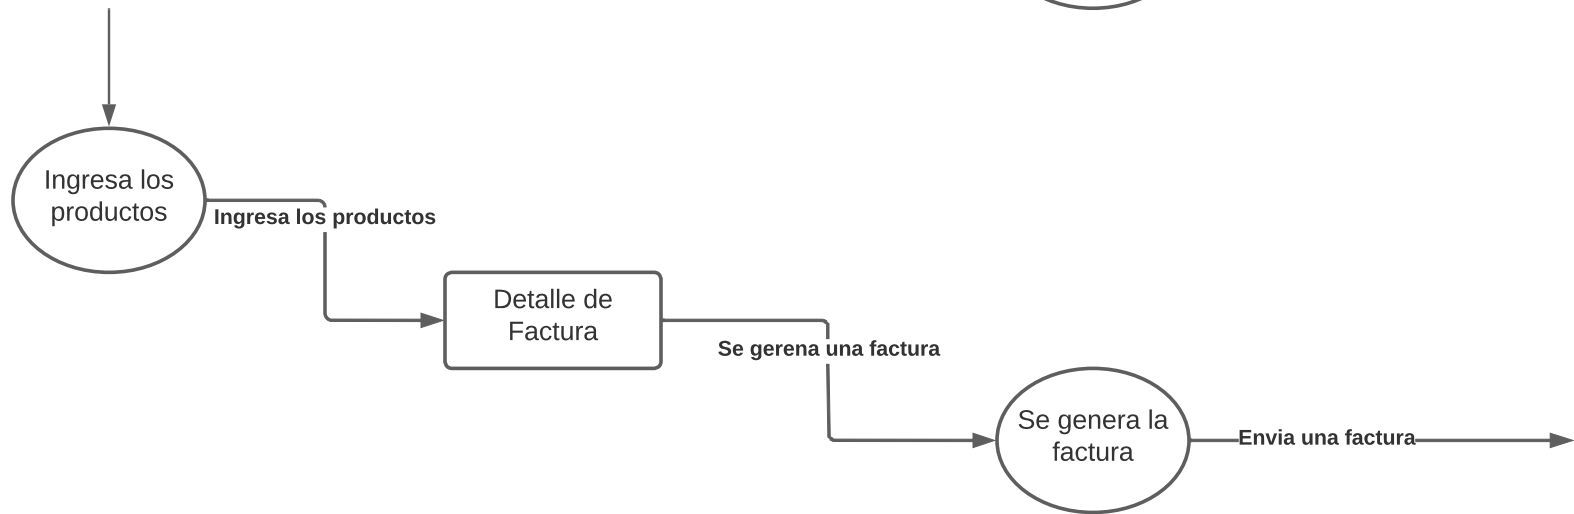 Ingresa los
productos
Ingresa los productos
Detalle de
Factura
Se gerena una factura
Se genera la
factura
Envia una factura